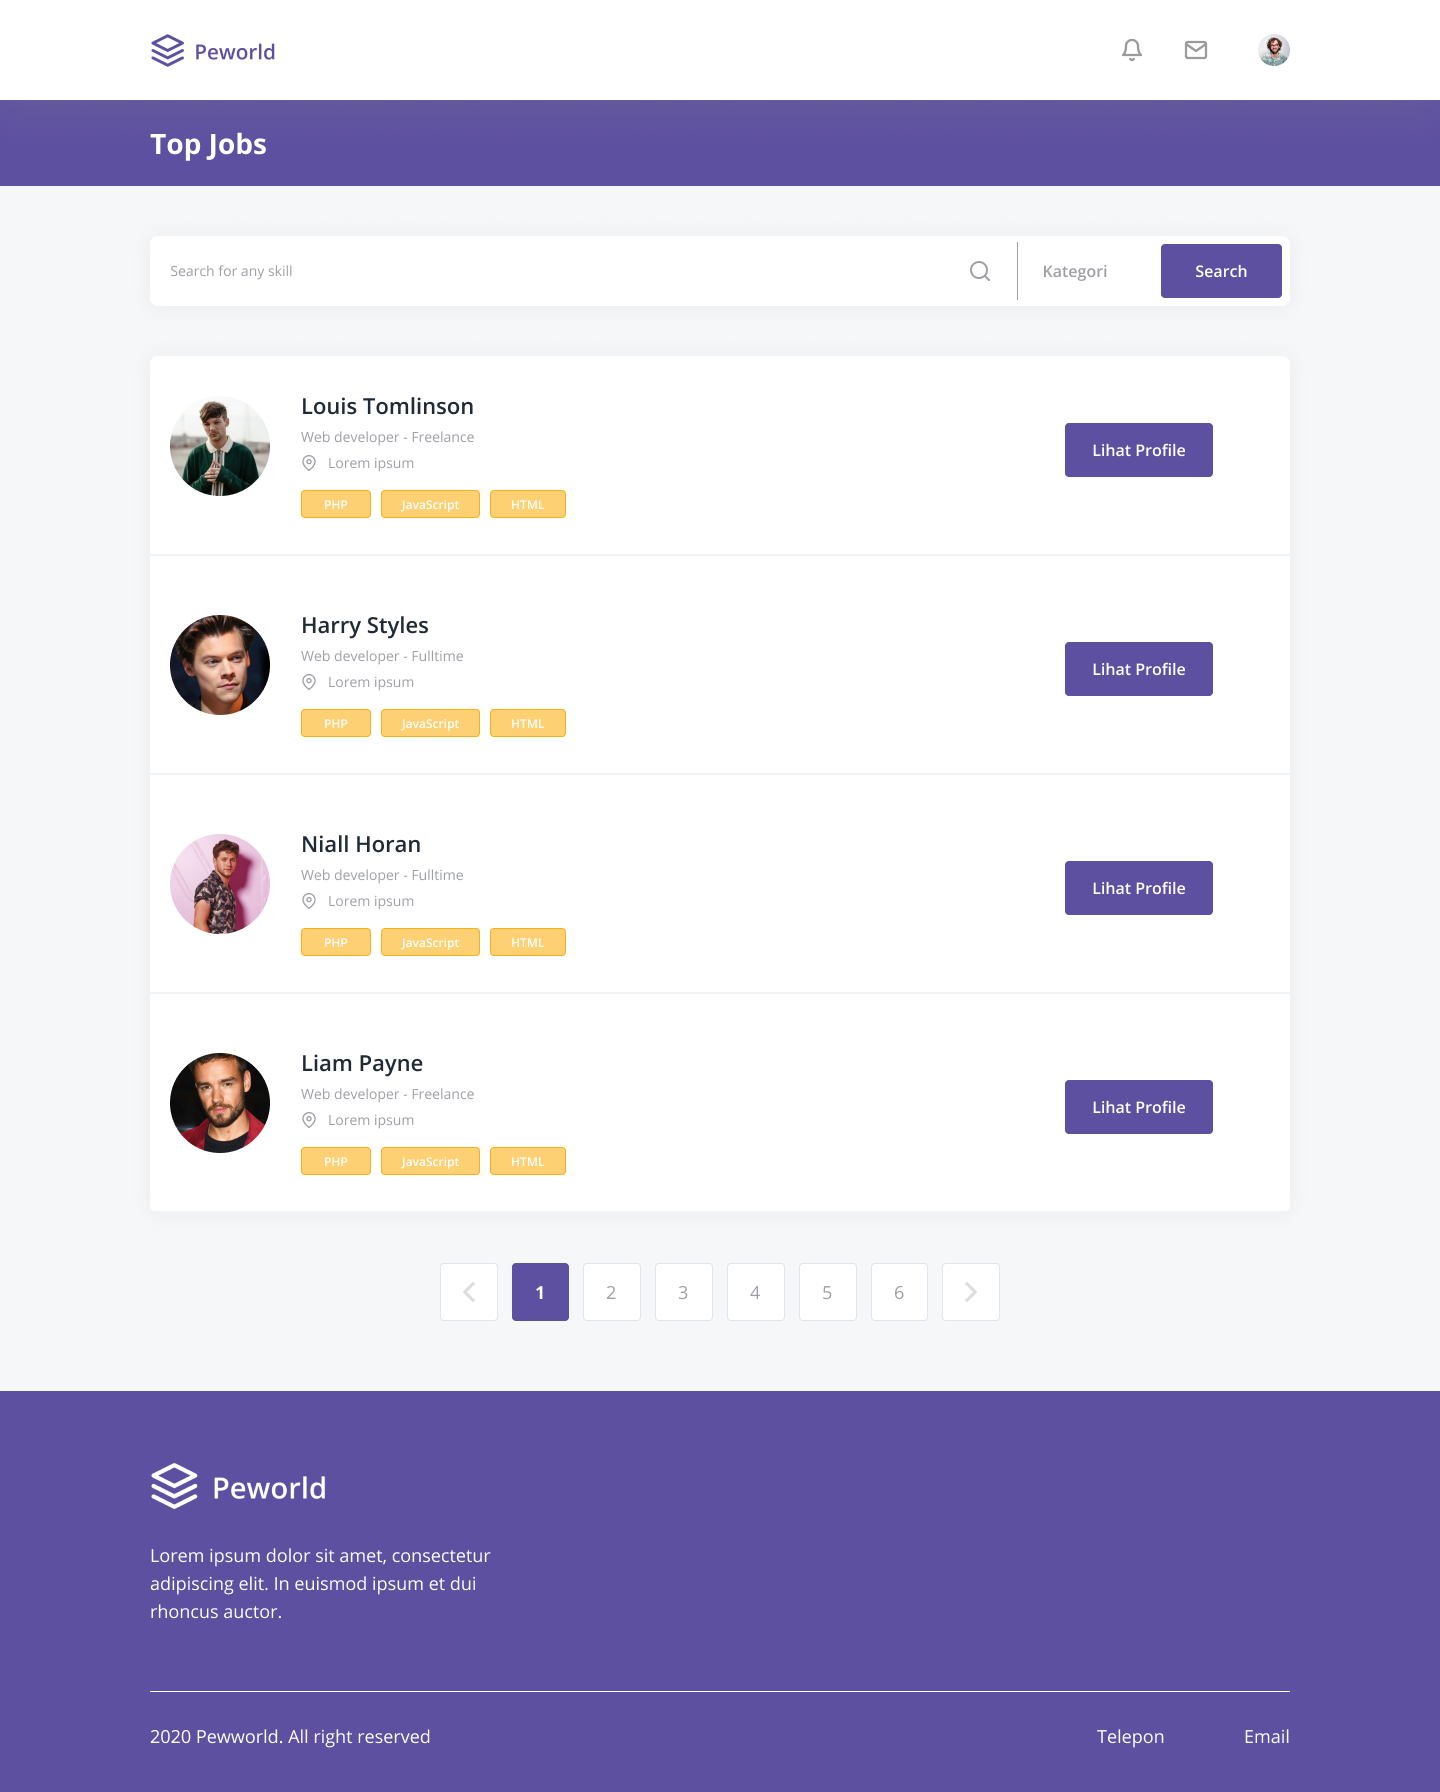 Peworld
Top Jobs
Search for any skill
Kategori
Search
Louis Tomlinson
Web developer - Freelance
Lorem ipsum
PHP JavaScript HTML
Lihat Profile
Harry Styles
Web developer - Fulltime
Lorem ipsum
PHP JavaScript HTML
Lihat Profile
Niall Horan
Web developer - Fulltime
Lorem ipsum
PHP JavaScript HTML
Lihat Profile
Liam Payne
Web developer - Freelance
Lorem ipsum
PHP JavaScript HTML
Lihat Profile
1 2 3 4 5 6
Peworld
Lorem ipsum dolor sit amet, consectetur
adipiscing elit. In euismod ipsum et dui
rhoncus auctor.
2020 Pewworld. All right reserved
Telepon
Email